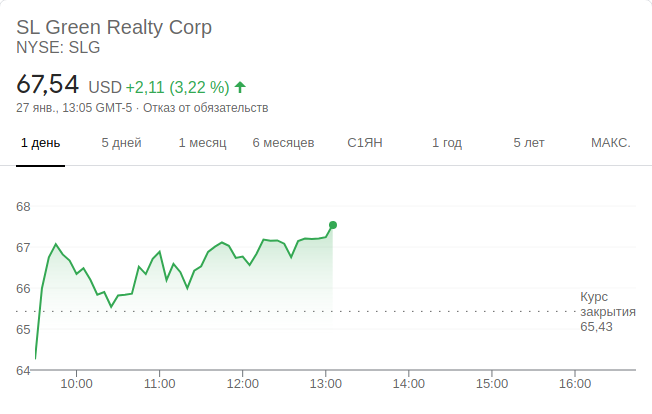 SL Green Realty Corp
NYSE: SLG
67,54 USD +2,11 (3,22 %)
27 янв., 13:05 GMT-5 · Отказ от обязательств
1 день 5 дней 1 месяц 6 месяцев С1ЯН 1 год 5 лет МАКС.
68
67
66
Курс
закрытия
65,43
65
64
10:00 11:00 12:00 13:00 14:00 15:00 16:00